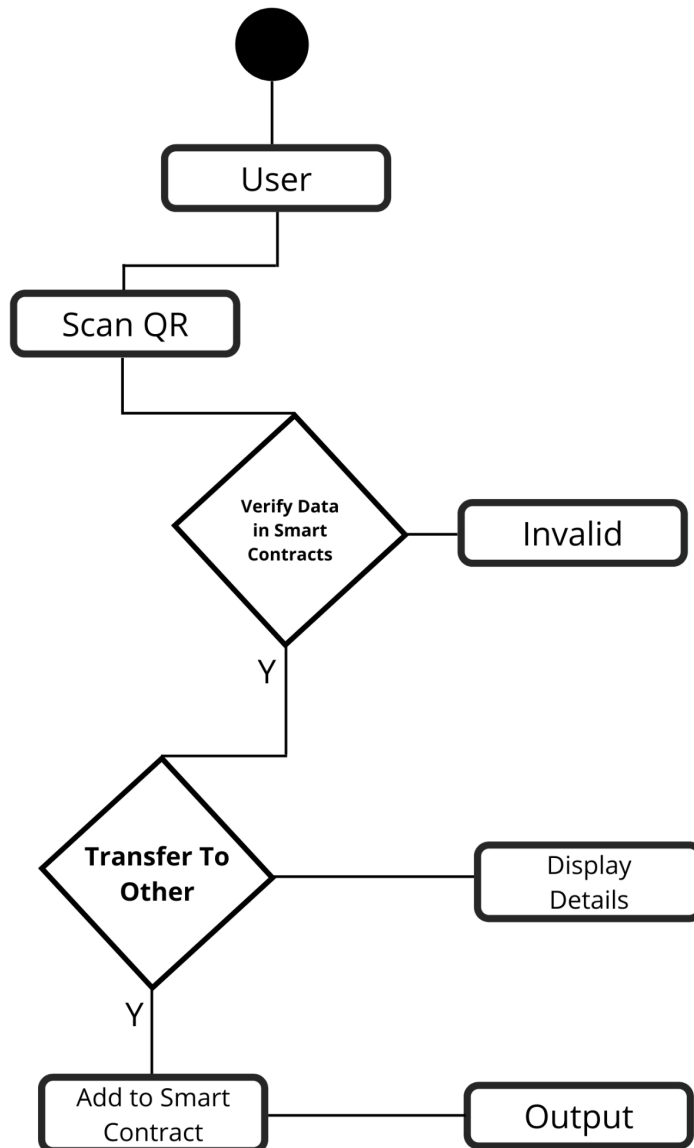 User
Scan QR
Verify Data
in Smart
Contracts
Invalid
Y
Transfer To
Other
Display
Details
Y
Add to Smart
Contract
Output